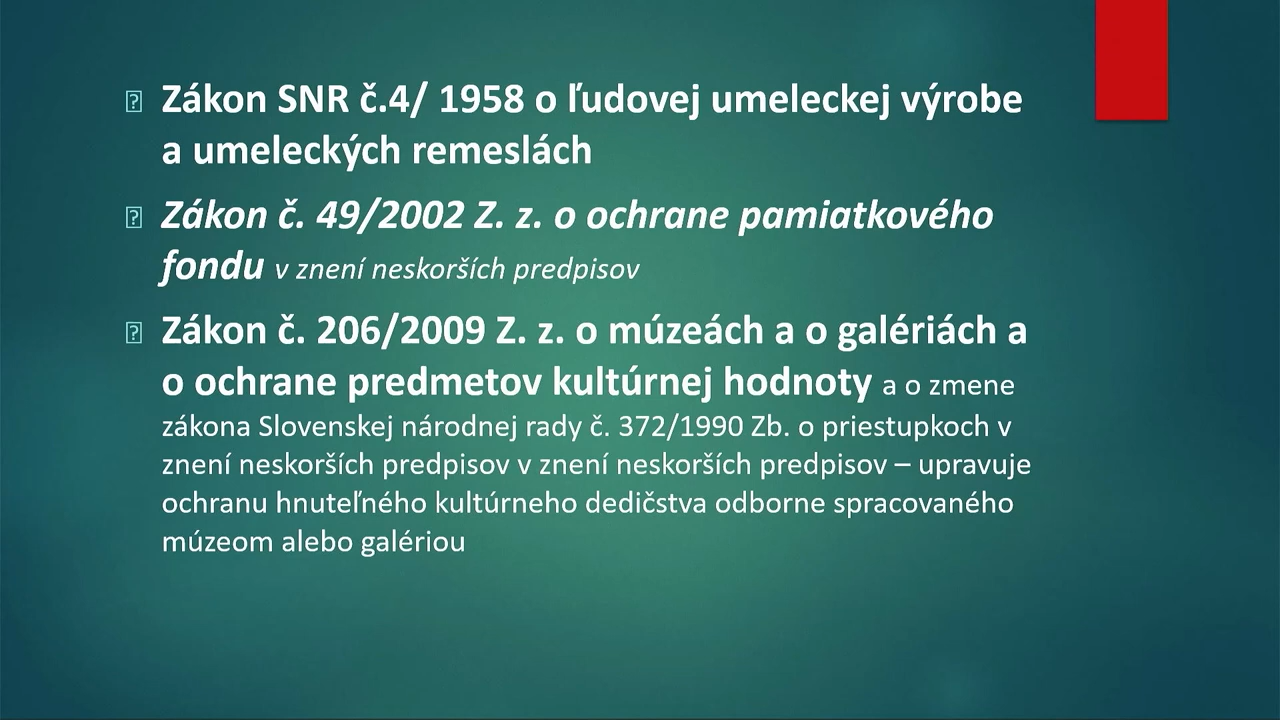 Zákon SNR č.4/ 1958 o ľudovej umeleckej výrobe
a umeleckých remeslách
Zákon č. 49/2002 Z. z. o ochrane pamiatkového
fondu v znení neskorších predpisov
Zákon č. 206/2009 Z. z. o múzeách a o galériách a
o ochrane predmetov kultúrnej hodnoty a o zmene
zákona Slovenskej národnej rady č. 372/1990 Zb. o priestupkoch v
znení neskorších predpisov v znení neskorších predpisov – upravuje
ochranu hnuteľného kultúrneho dedičstva odborne spracovaného
múzeom alebo galériou